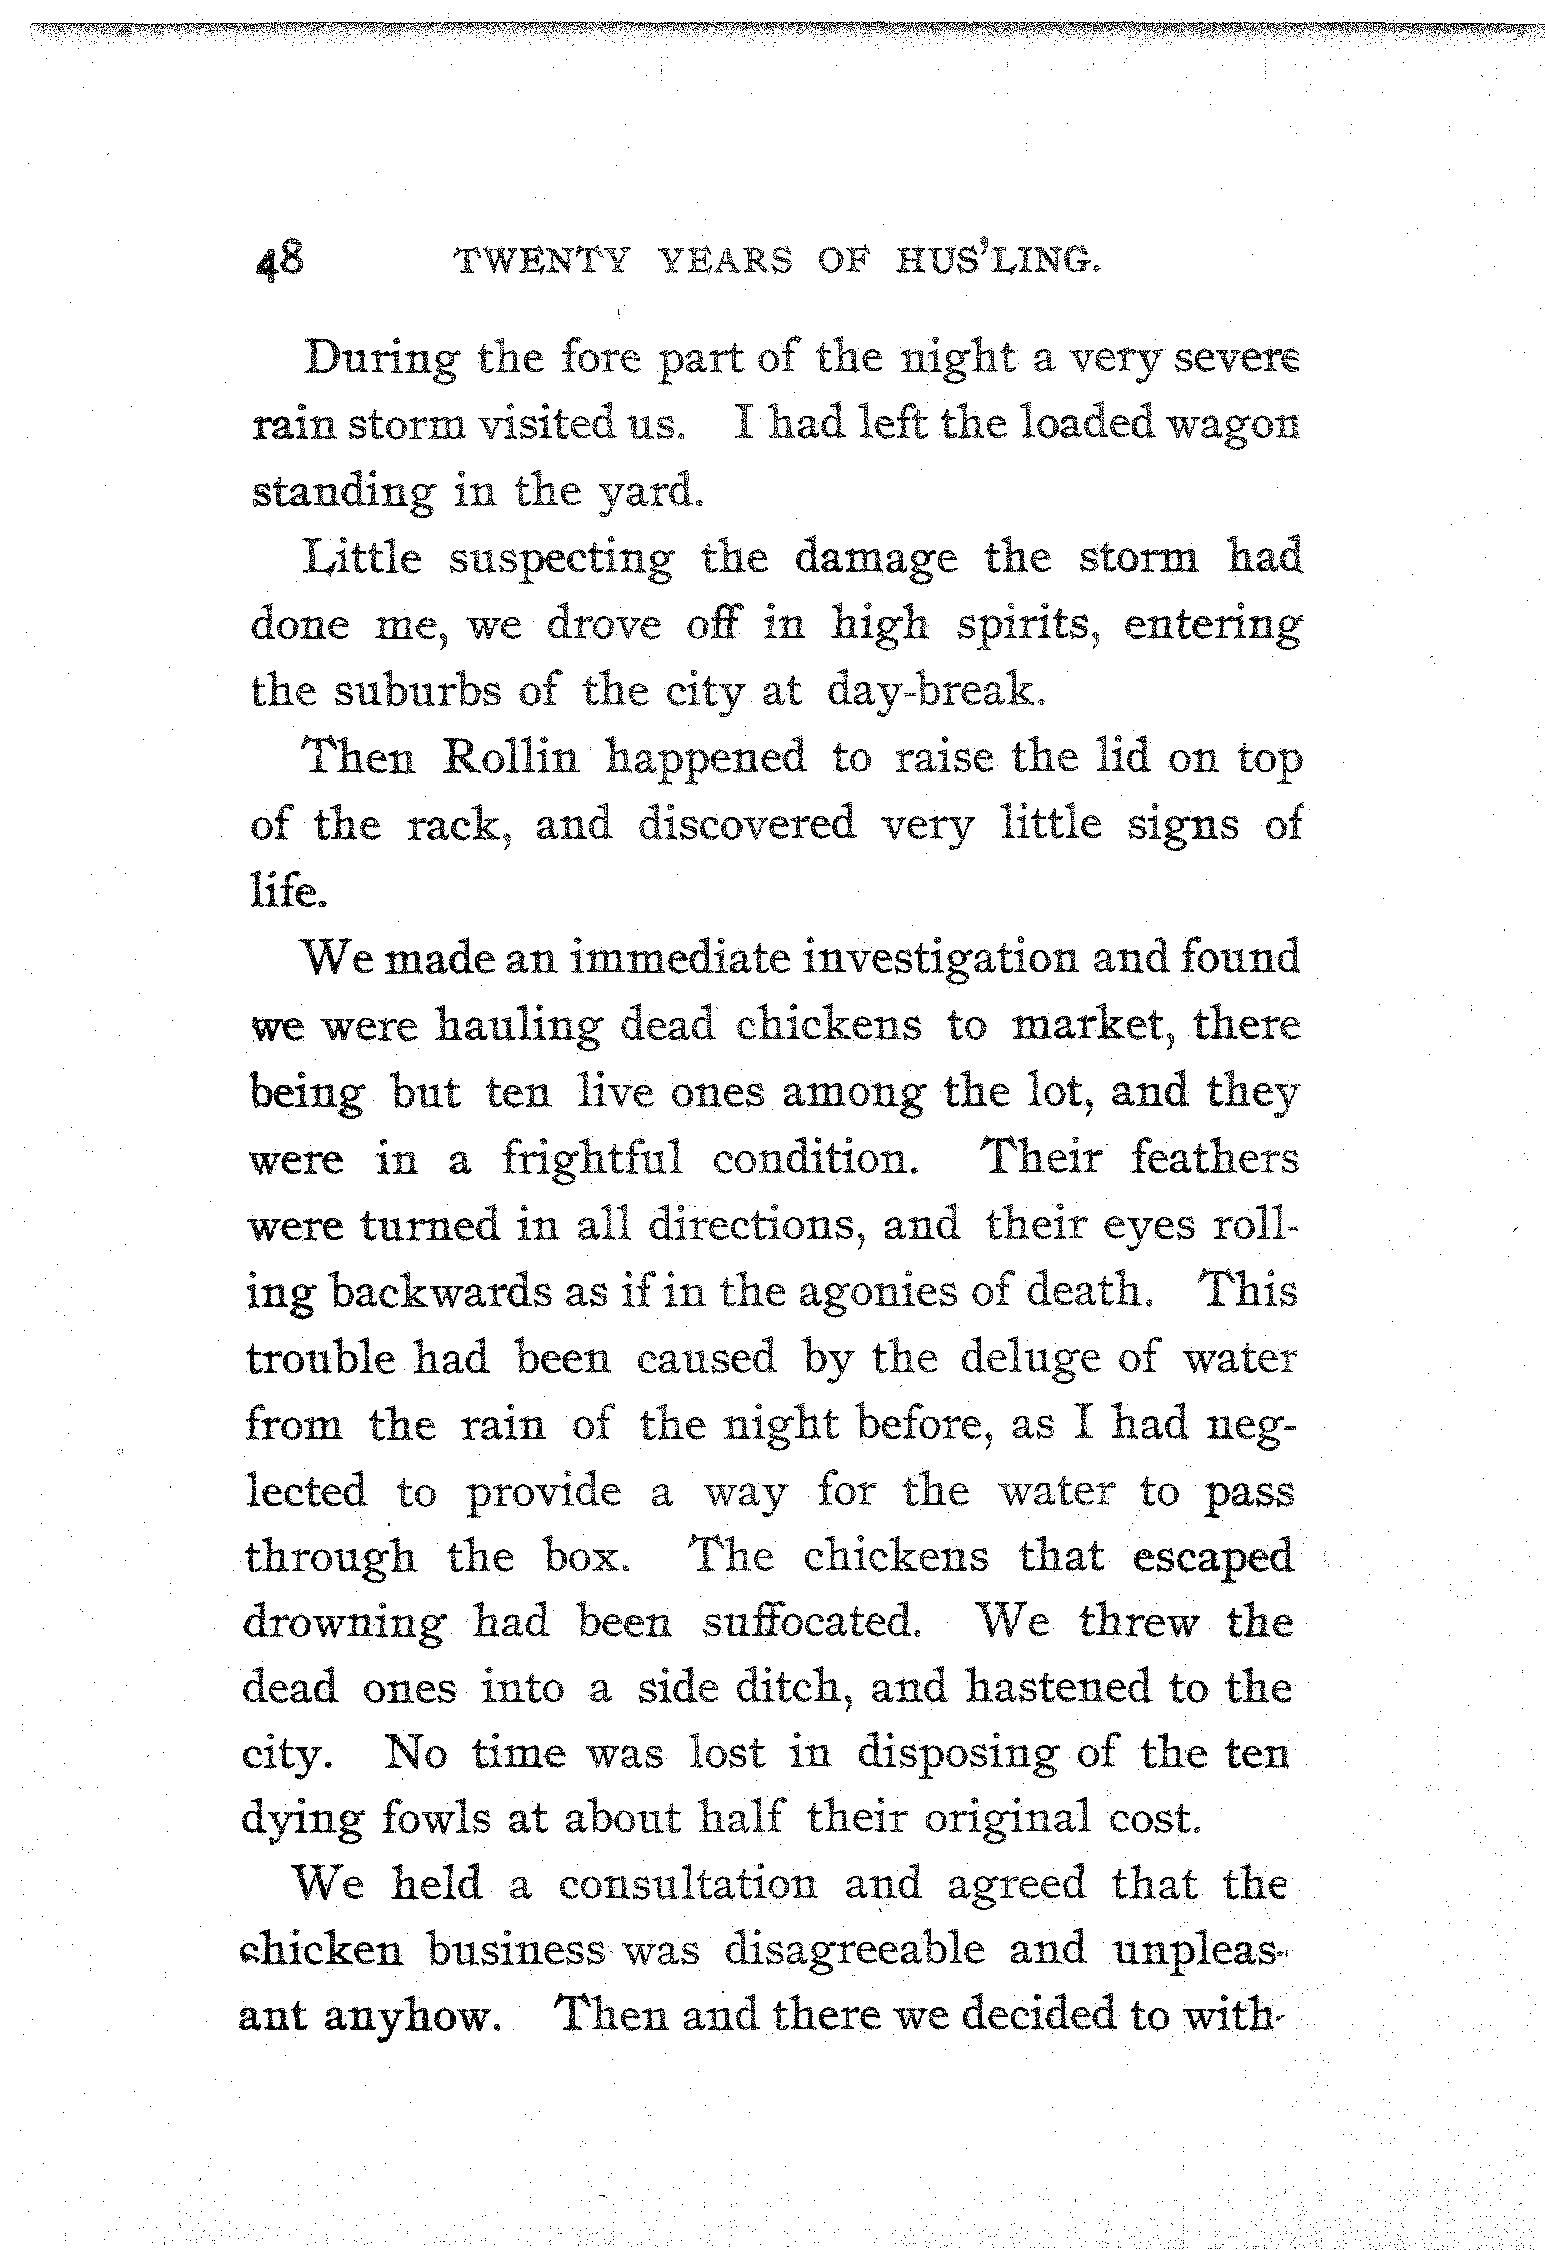 48 TWENTY YEARS OF HUS'LING.
During the fore part of the night a very severe
rain storm visited us. I had left the loaded wagon
standing in the yard.
Little suspecting the damage the storm had
done me, we drove off in high spirits, entering
the suburbs of the city at day-break.
Then Rollin happened to raise the lid on top
of the rack, and discovered very little signs of
life.
We made an immediate investigation and found
we were hauling dead chickens to market, there
being but ten live ones among the lot, and they
were in a frightful condition. Their feathers
were turned in all directions, and their eyes roll-
ing backwards as if in the agonies of death. This
trouble had been caused by the deluge of water
from the rain of the night before, as I had neg-
lected to provide a way for the water to pass
through the box. The chickens that escaped
drowning had been suffocated. We threw the
dead ones into a side ditch, and hastened to the
city. No time was lost in disposing of the ten
dying fowls at about half their original cost.
We held a consultation and agreed that the
chicken business was disagreeable and unpleas-
ant anyhow. Then and there we decided to with-